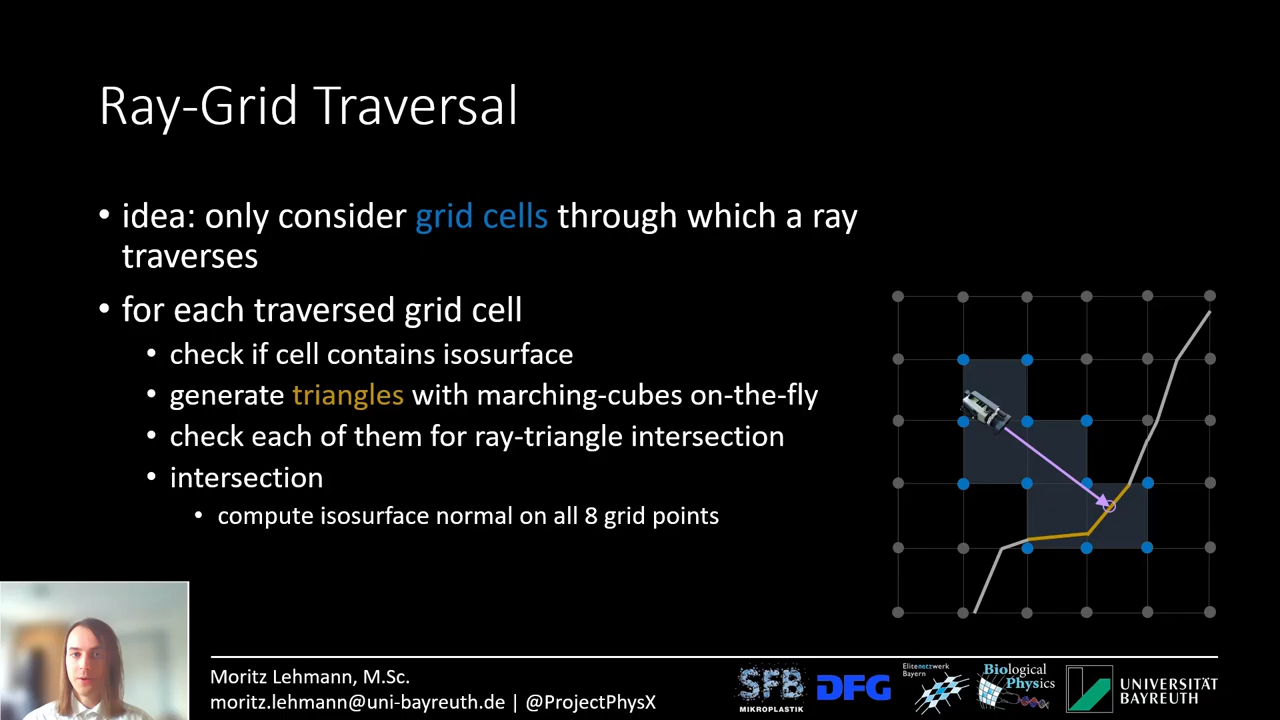 Ray-Grid Traversal
• idea: only consider grid cells through which a ray
traverses
• for each traversed grid cell
• check if cell contains isosurface
• generate triangles with marching-cubes on-the-fly
• check each of them for ray-triangle intersection
• intersection
• compute isosurface normal on all 8 grid points
Moritz Lehmann, M.Sc.
moritz.lehmann@uni-bayreuth.de | @ProjectPhysX
SFB
MIKROPLASTIK
DFG
Elitenetzwerk
Bayern
Biological
Physics
UNIVERSITÄT
BAYREUTH